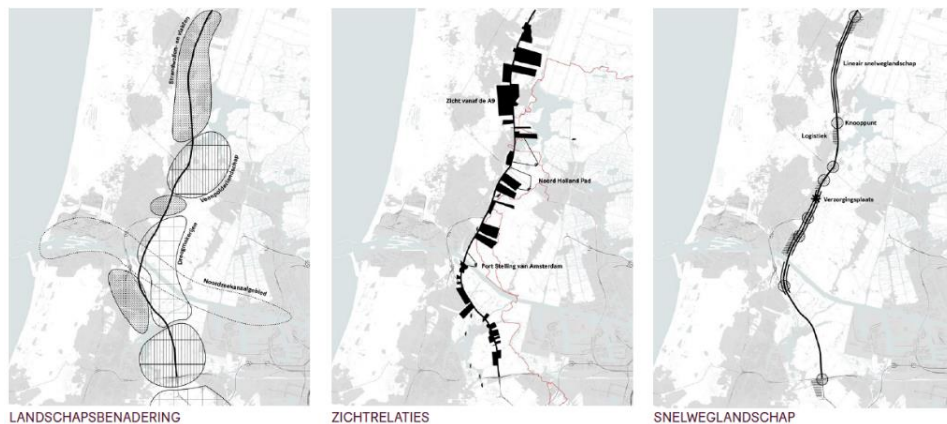 Strandwallen- en vlakten
Veenpolderlandschap
Droogmakerijen
Noordzeekanaalgebied
LANDSCHAPSBENADERING
Zicht vanaf de A9
Noord Holland Pad
Fort Stelling van Amsterdam
ZICHTRELATIES
Lineair snelweglandschap
Knooppunt
Logistiek
Verzorgingsplaats
SNELWEGLANDSCHAP